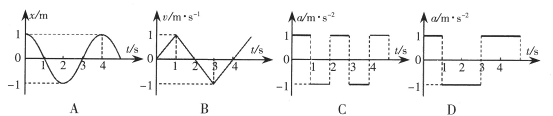 x/m
1
0
-1
1 2 3 4
t/s
A
v/m·s⁻¹
1
0
-1
1 2 3 4
t/s
B
a/m·s⁻²
1
0
-1
1 2 3 4
t/s
C
a/m·s⁻²
1
0
-1
1 2 3 4
t/s
D